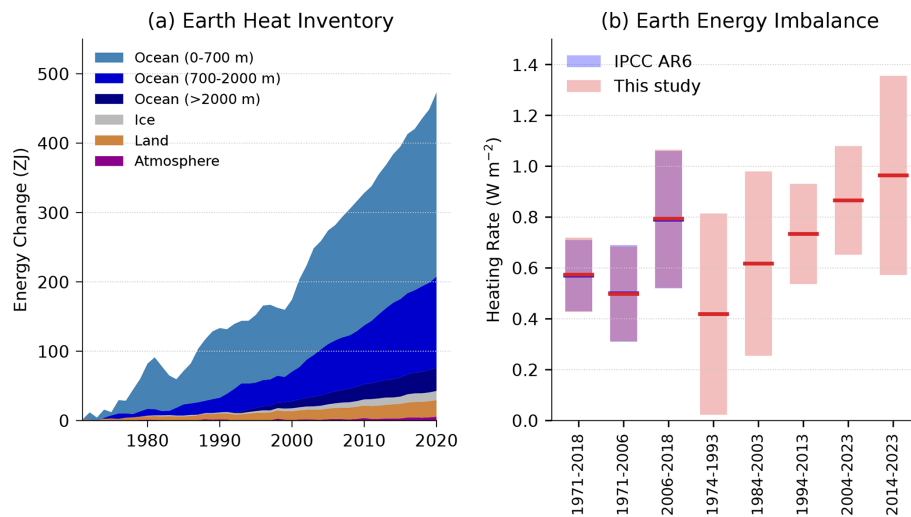 (a) Earth Heat Inventory
Energy Change (ZJ)
500
400
300
200
100
0
Ocean (0-700 m)
Ocean (700-2000 m)
Ocean (>2000 m)
Ice
Land
Atmosphere
1980
1990
2000
2010
2020
(b) Earth Energy Imbalance
Heating Rate (W m⁻²)
1.4
1.2
1.0
0.8
0.6
0.4
0.2
0.0
IPCC AR6
This study
1971-2018
1971-2006
2006-2018
1974-1993
1984-2003
1994-2013
2004-2023
2014-2023